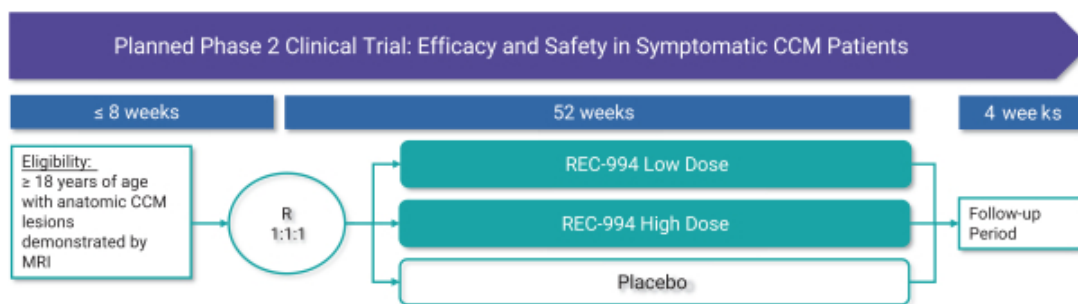 Planned Phase 2 Clinical Trial: Efficacy and Safety in Symptomatic CCM Patients
≤ 8 weeks
52 weeks
4 weeks
Eligibility:
≥ 18 years of age
with anatomic CCM
lesions
demonstrated by
MRI
R
1:1:1
REC-994 Low Dose
REC-994 High Dose
Placebo
Follow-up
Period